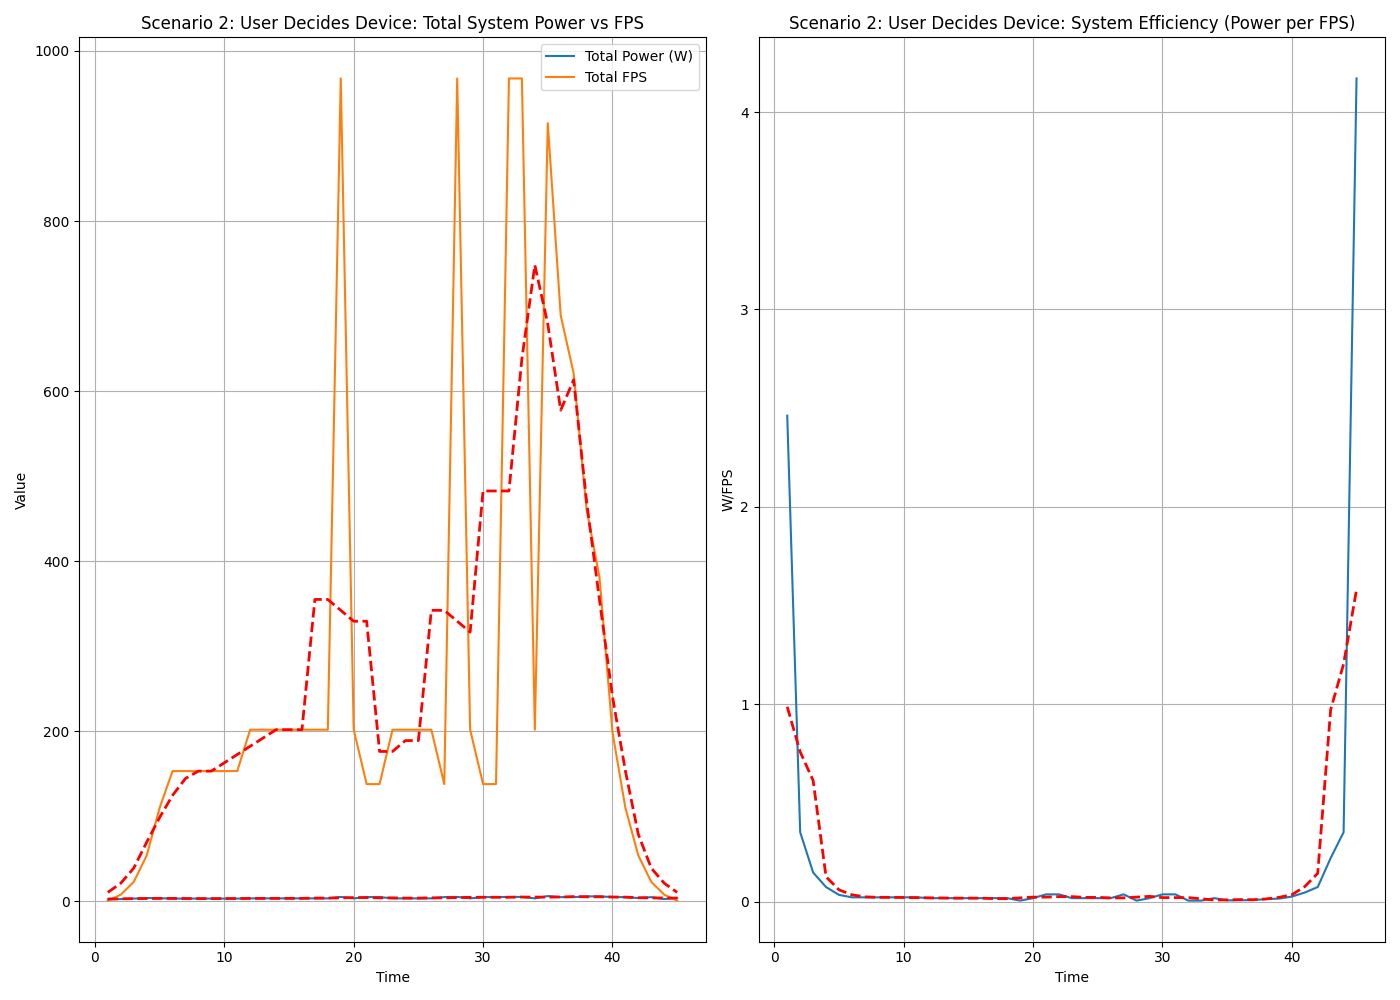 Scenario 2: User Decides Device: Total System Power vs FPS
Total Power (W)
Total FPS
1000
800
600
400
200
0
Value
0 10 20 30 40
Time
Scenario 2: User Decides Device: System Efficiency (Power per FPS)
4
3
2
1
0
W/FPS
0 10 20 30 40
Time